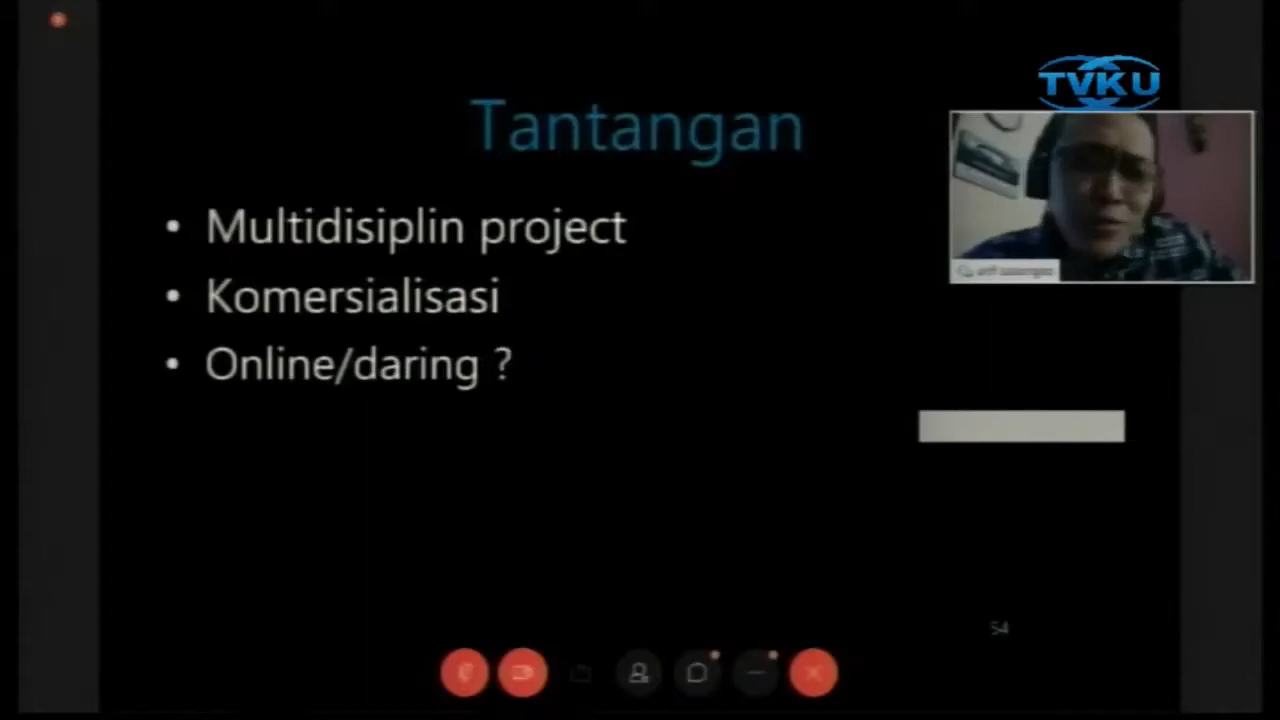 TVKU
Tantangan
• Multidisiplin project
• Komersialisasi
• Online/daring ?
54